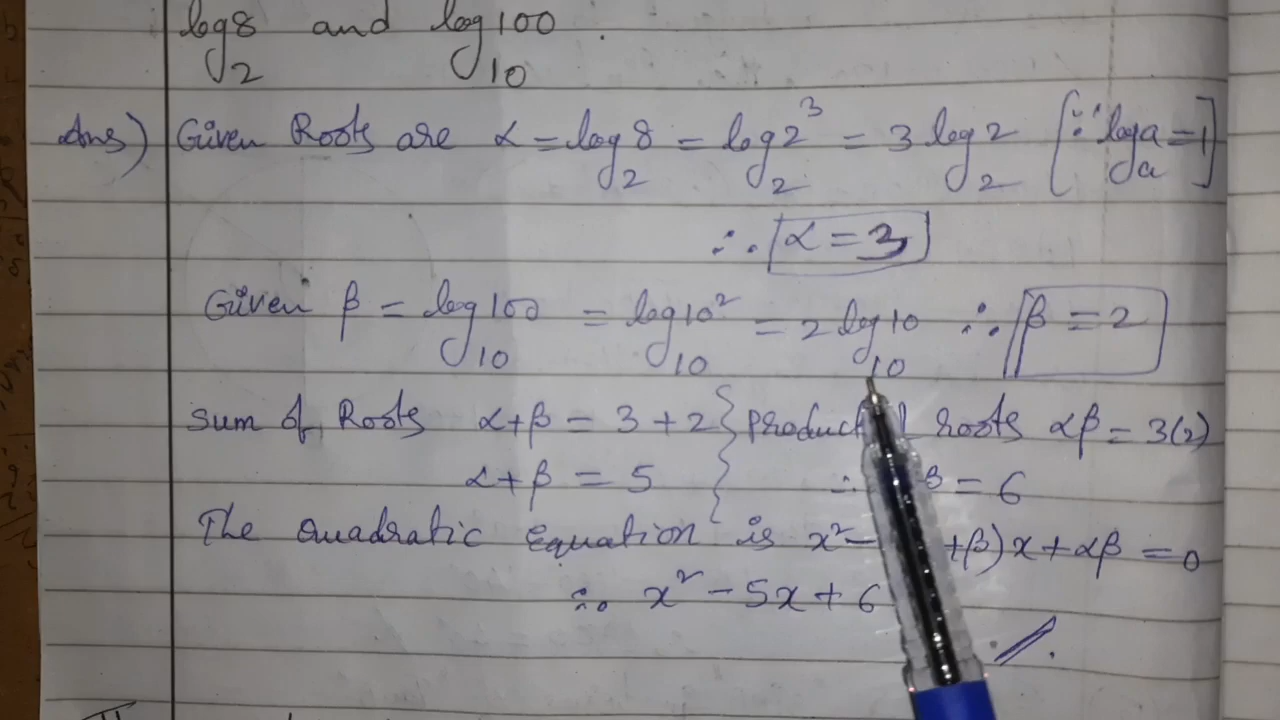 log₂8 and log₁₀100.
Ans) Given Roots are α = log₂8 = log₂2³ = 3 log₂2 [∵ logₐa = 1]
∴ α = 3
Given β = log₁₀100 = log₁₀10² = 2 log₁₀10 ∴ β = 2
Sum of Roots α+β = 3 + 2 } Product roots αβ = 3(2)
α+β = 5 } ∴ β = 6
The Quadratic Equation is x² – +β)x + αβ = 0
∴ x² – 5x + 6